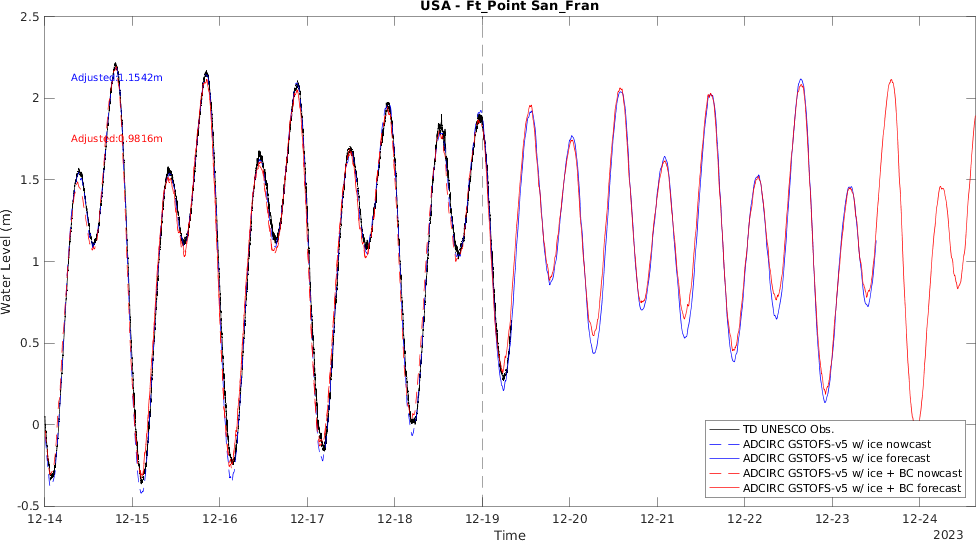 USA - Ft_Point San_Fran
2.5
2
1.5
1
0.5
0
-0.5
Water Level (m)
Adjusted:1.1542m
Adjusted:0.9816m
TD UNESCO Obs.
ADCIRC GSTOFS-v5 w/ ice nowcast
ADCIRC GSTOFS-v5 w/ ice forecast
ADCIRC GSTOFS-v5 w/ ice + BC nowcast
ADCIRC GSTOFS-v5 w/ ice + BC forecast
12-14 12-15 12-16 12-17 12-18 12-19 12-20 12-21 12-22 12-23 12-24
Time
2023